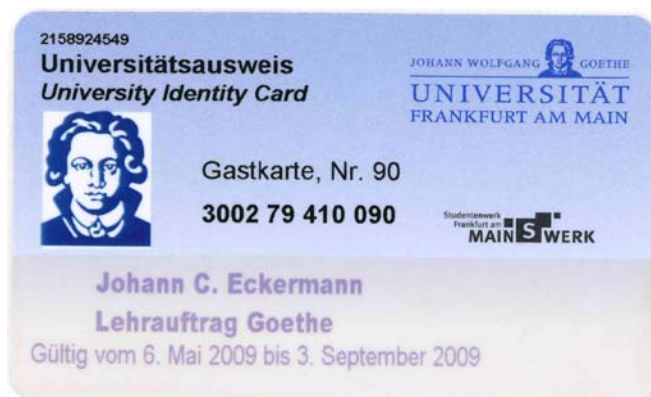 2158924549
Universitätsausweis
University Identity Card
JOHANN WOLFGANG GOETHE
UNIVERSITÄT
FRANKFURT AM MAIN
Gastkarte, Nr. 90
3002 79 410 090
Studentenwerk
Frankfurt am
MAIN S WERK
Johann C. Eckermann
Lehrauftrag Goethe
Gültig vom 6. Mai 2009 bis 3. September 2009